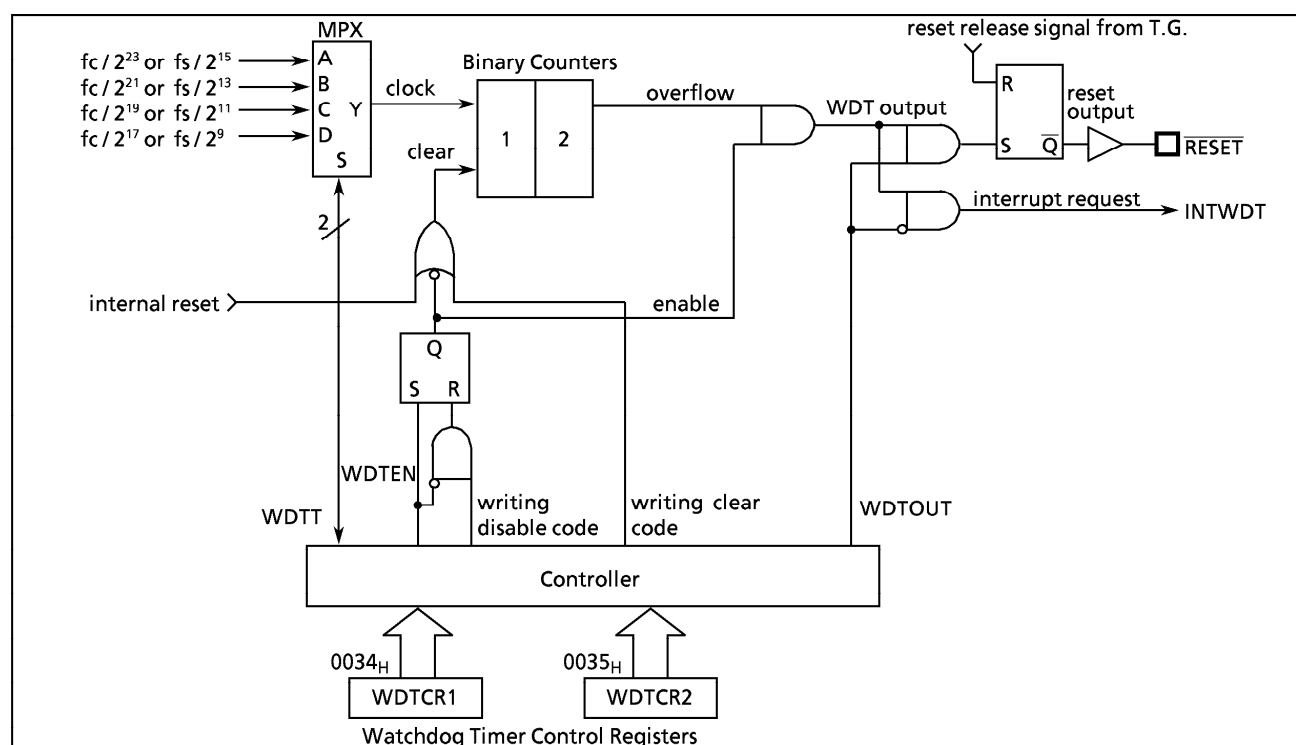 MPX
reset release signal from T.G.
fc / 2²³ or fs / 2¹⁵
A
fc / 2²¹ or fs / 2¹³
B
fc / 2¹⁹ or fs / 2¹¹
C
Y
fc / 2¹⁷ or fs / 2⁹
D
S
clock
Binary Counters
clear
1
2
overflow
WDT output
R
S
Q̅
reset
output
R̅E̅S̅E̅T̅
interrupt request
INTWDT
2
internal reset
enable
Q
S
R
WDTEN
WDTT
writing
disable code
writing clear
code
WDTOUT
Controller
0034H
0035H
WDTCR1
WDTCR2
Watchdog Timer Control Registers